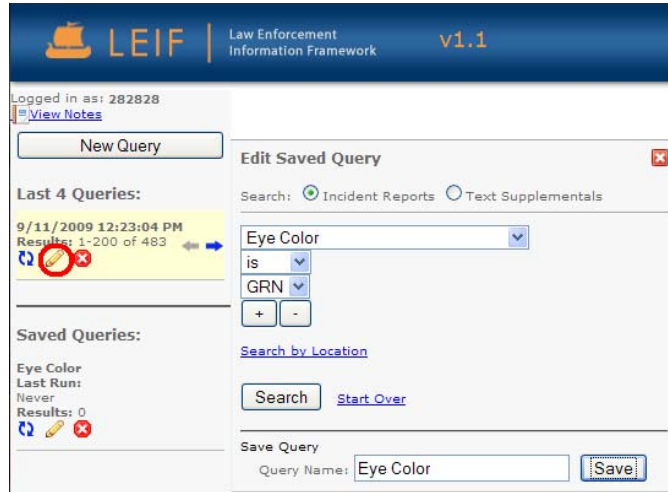 LEIF
Law Enforcement
Information Framework
v1.1
Logged in as: 282828
View Notes
New Query
Last 4 Queries:
9/11/2009 12:23:04 PM
Results: 1-200 of 483
Saved Queries:
Eye Color
Last Run:
Never
Results: 0
Edit Saved Query
Search: Incident Reports Text Supplementals
Eye Color
is
GRN
+ -
Search by Location
Search Start Over
Save Query
Query Name: Eye Color Save